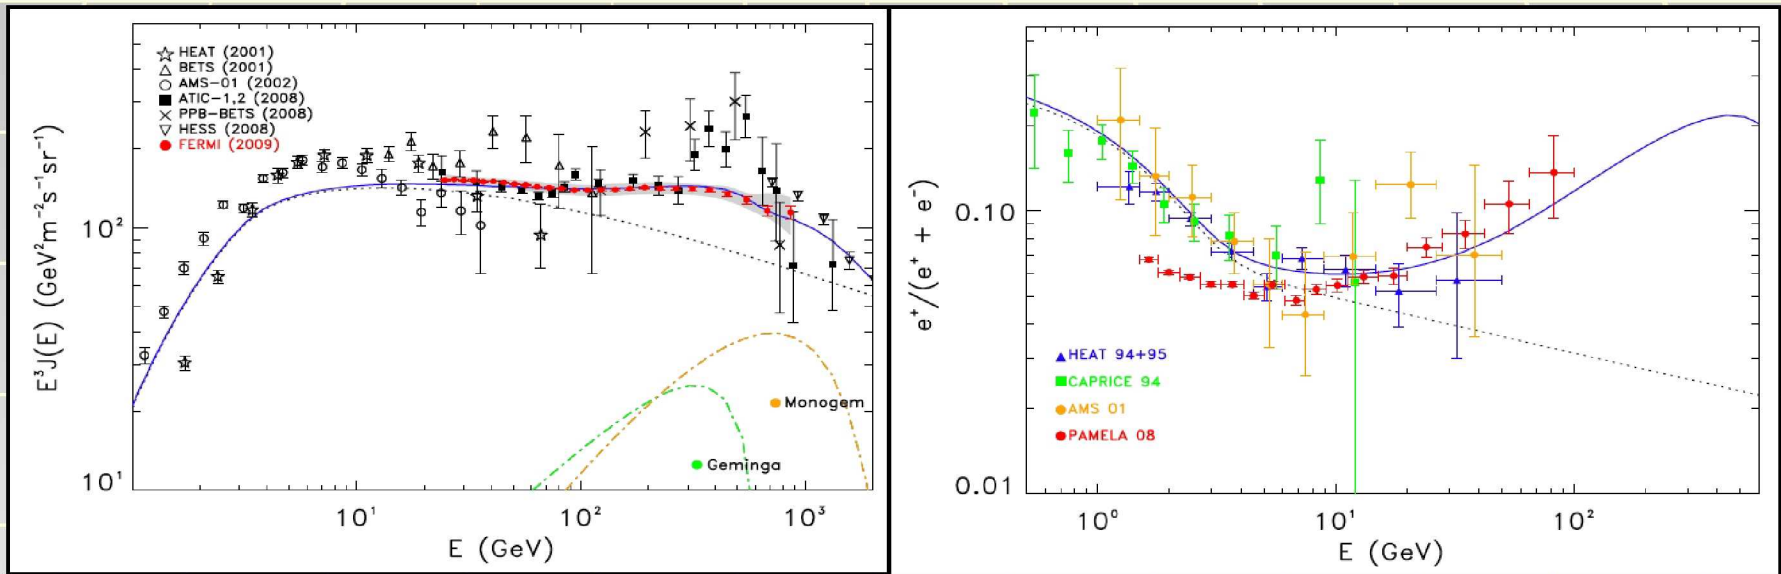 HEAT (2001)
BETS (2001)
AMS-01 (2002)
ATIC-1,2 (2008)
PPB-BETS (2008)
HESS (2008)
FERMI (2009)
E³J(E) (GeV²m⁻²s⁻¹sr⁻¹)
10²
10¹
Monogem
Geminga
10¹ 10² 10³
E (GeV)
e⁺/(e⁺ + e⁻)
0.10
0.01
HEAT 94+95
CAPRICE 94
AMS 01
PAMELA 08
10⁰ 10¹ 10²
E (GeV)